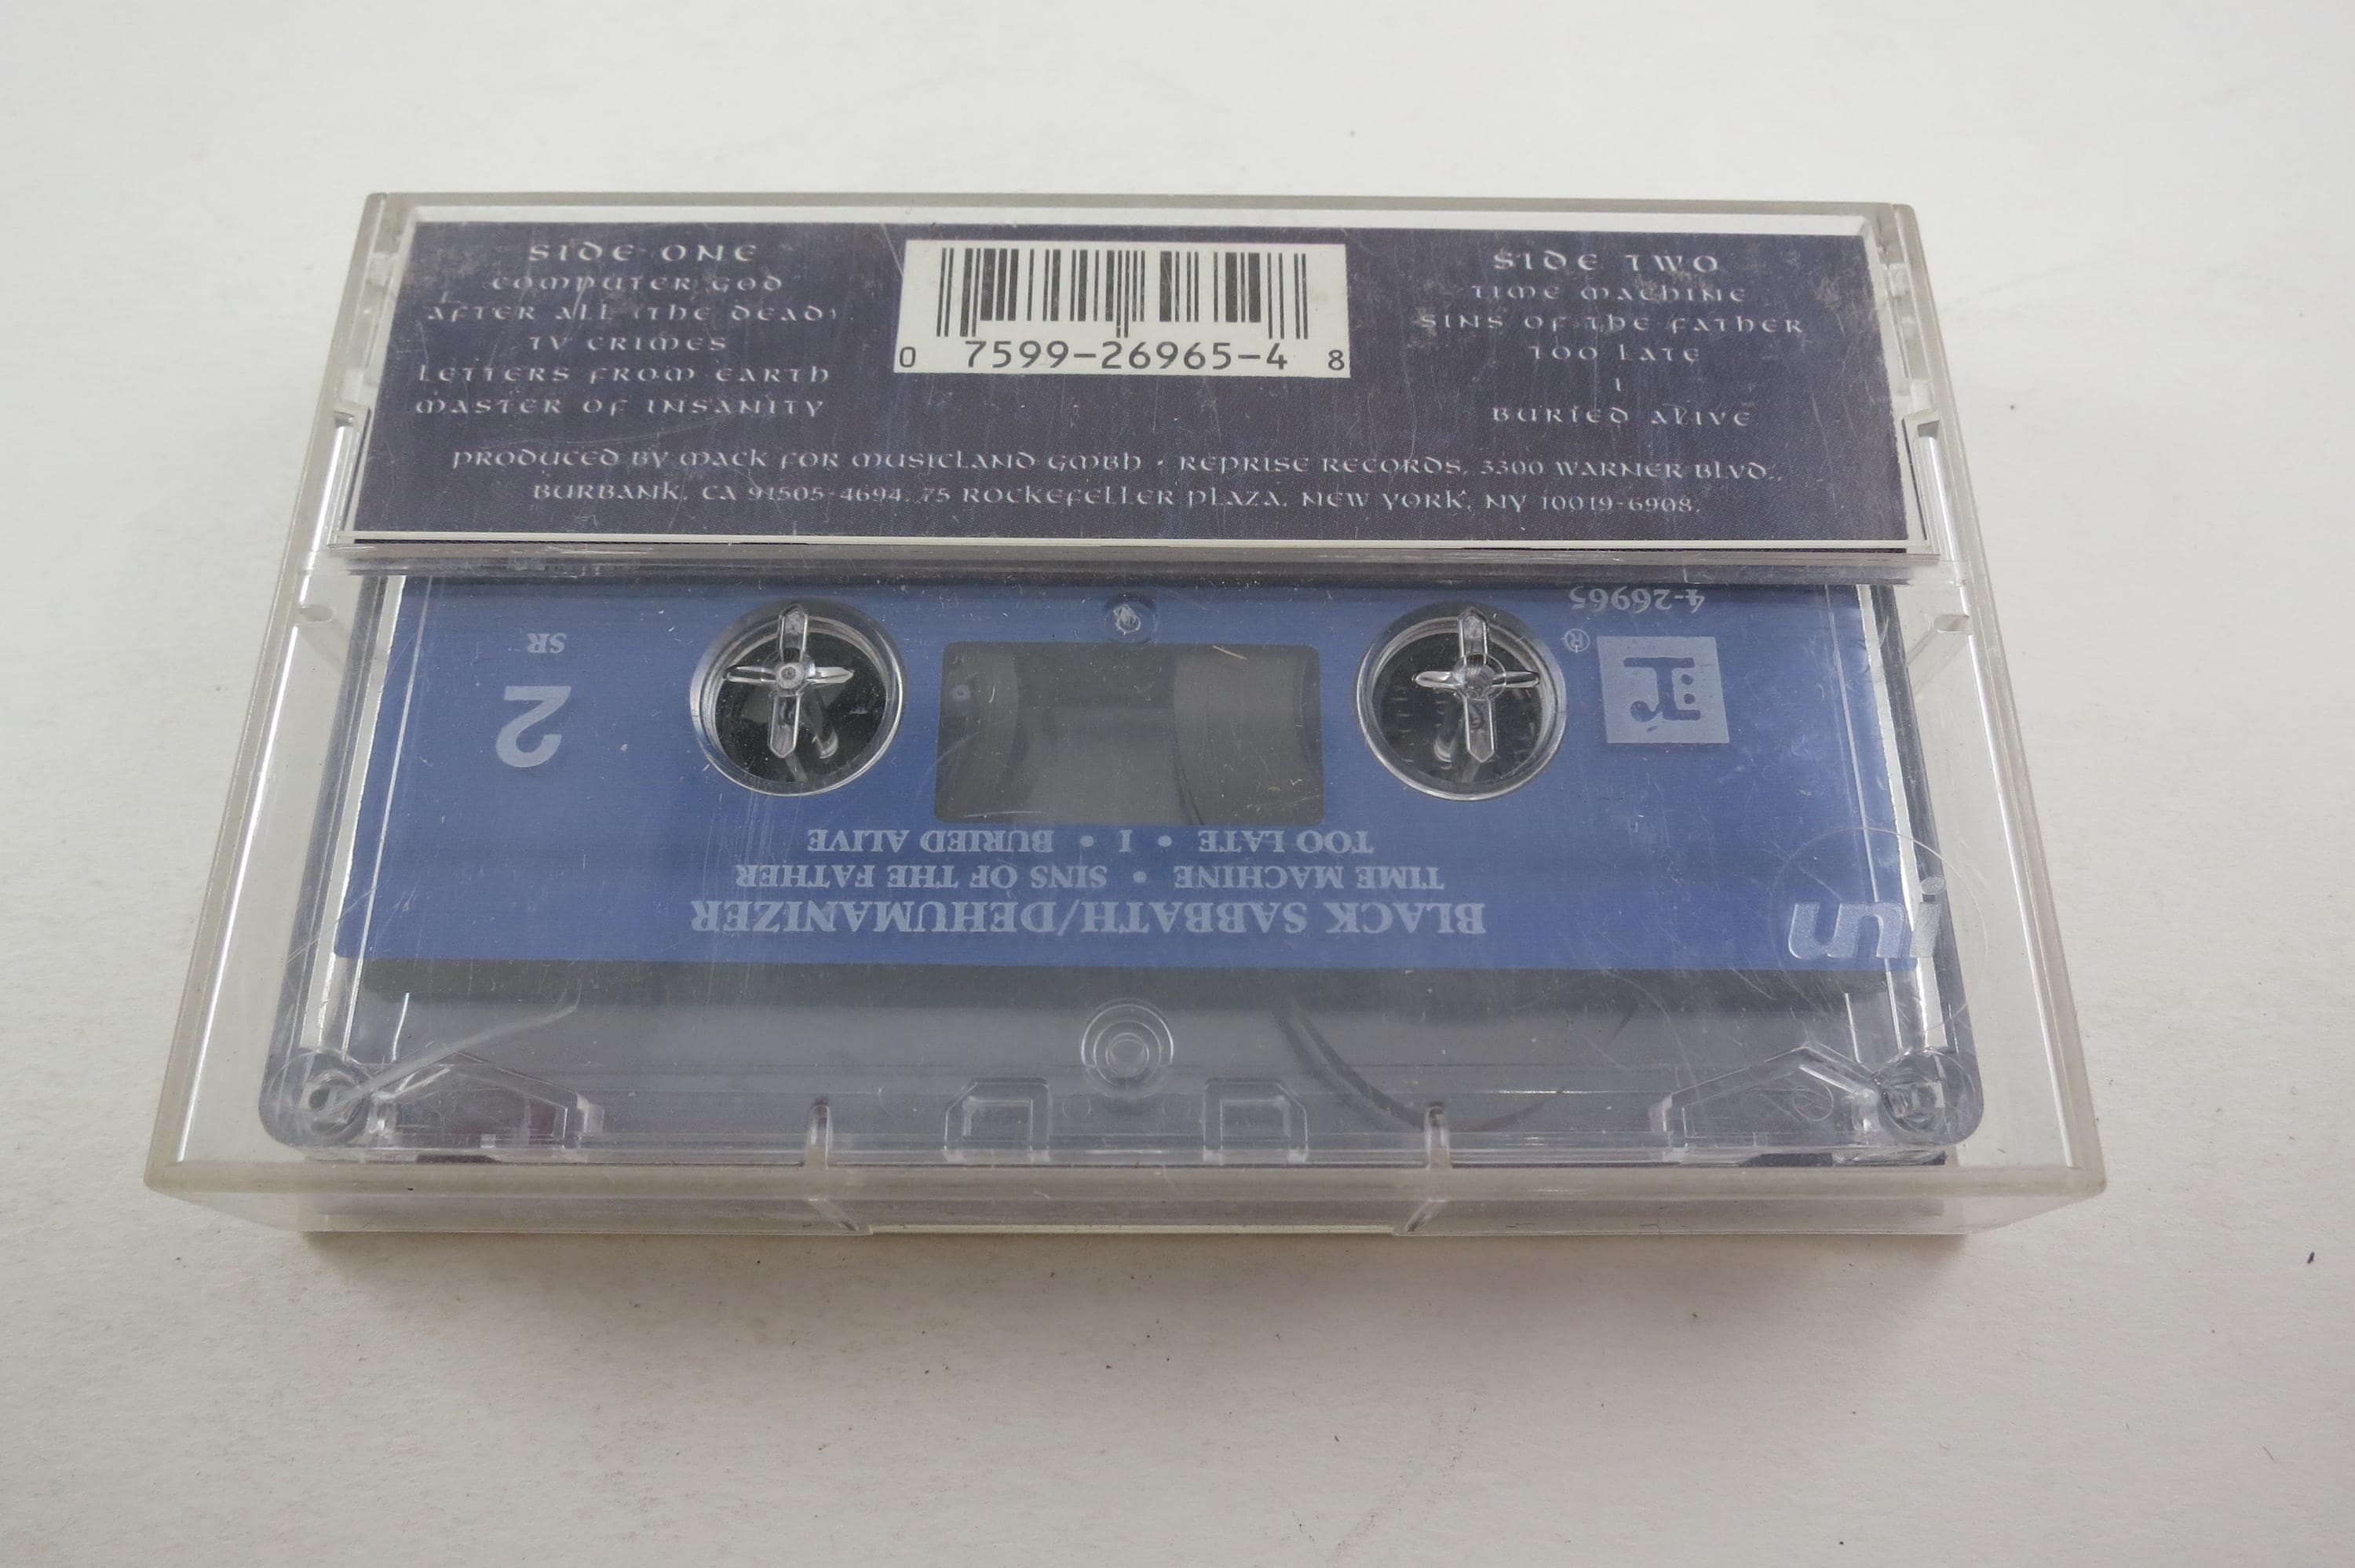 SIDE ONE
COMPUTER GOD
AFTER ALL (THE DEAD)
TV CRIMES
LETTERS FROM EARTH
MASTER OF INSANITY
0 7599-26965-4 8
SIDE TWO
TIME MACHINE
SINS OF THE FATHER
TOO LATE
I
BURIED ALIVE
PRODUCED BY MACK FOR MUSICLAND GMBH • REPRISE RECORDS, 3300 WARNER BLVD.,
BURBANK, CA 91505-4694. 75 ROCKEFELLER PLAZA, NEW YORK, NY 10019-6908.
BLACK SABBATH/DEHUMANIZER
TIME MACHINE • SINS OF THE FATHER
TOO LATE • I • BURIED ALIVE
2
SR
r:
®
4-26965